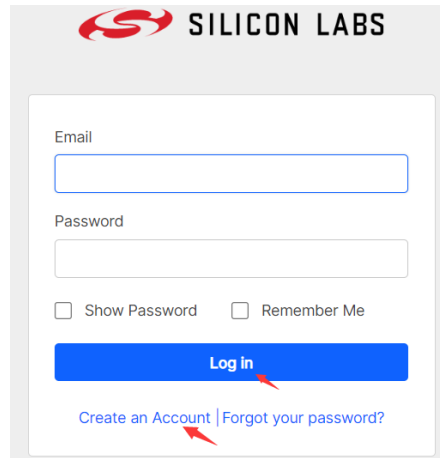 SILICON LABS
Email
Password
Show Password Remember Me
Log in
Create an Account | Forgot your password?